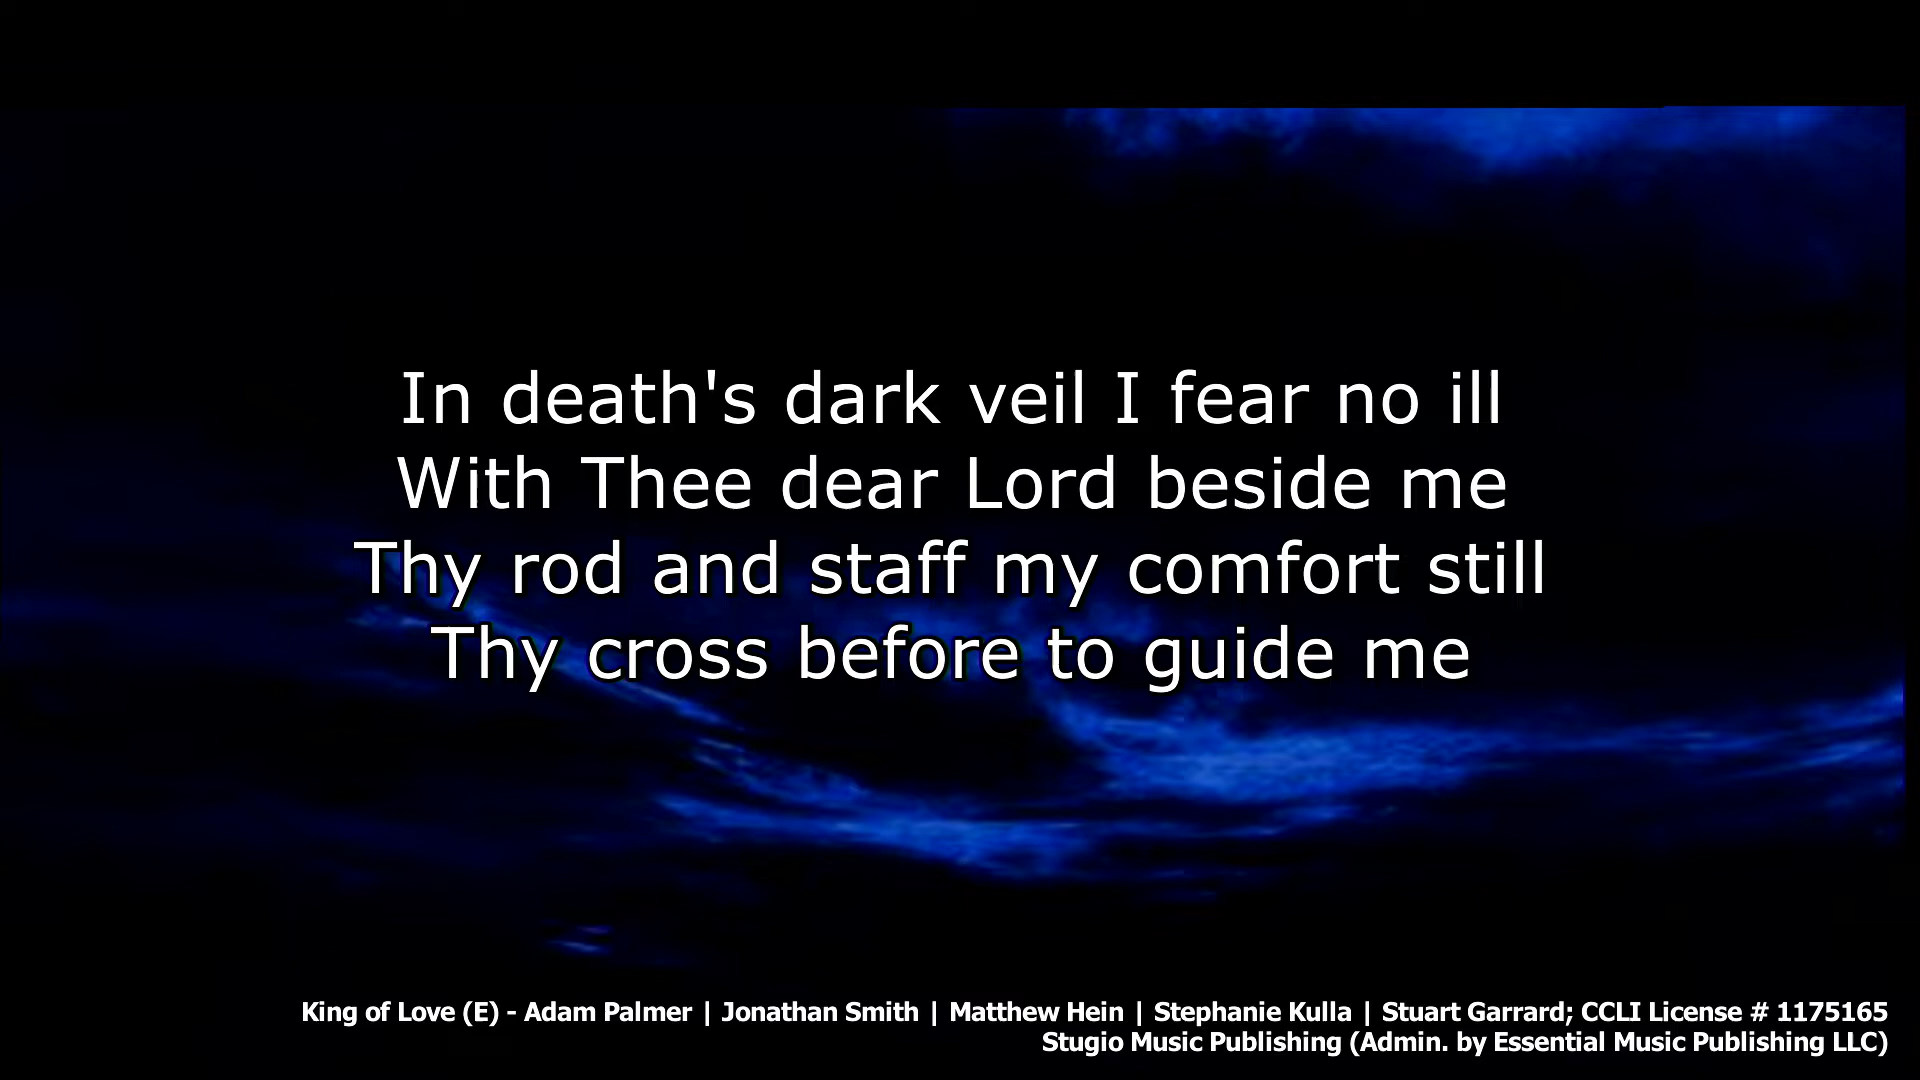 In death's dark veil I fear no ill
With Thee dear Lord beside me
Thy rod and staff my comfort still
Thy cross before to guide me
King of Love (E) - Adam Palmer | Jonathan Smith | Matthew Hein | Stephanie Kulla | Stuart Garrard; CCLI License # 1175165
Stugio Music Publishing (Admin. by Essential Music Publishing LLC)